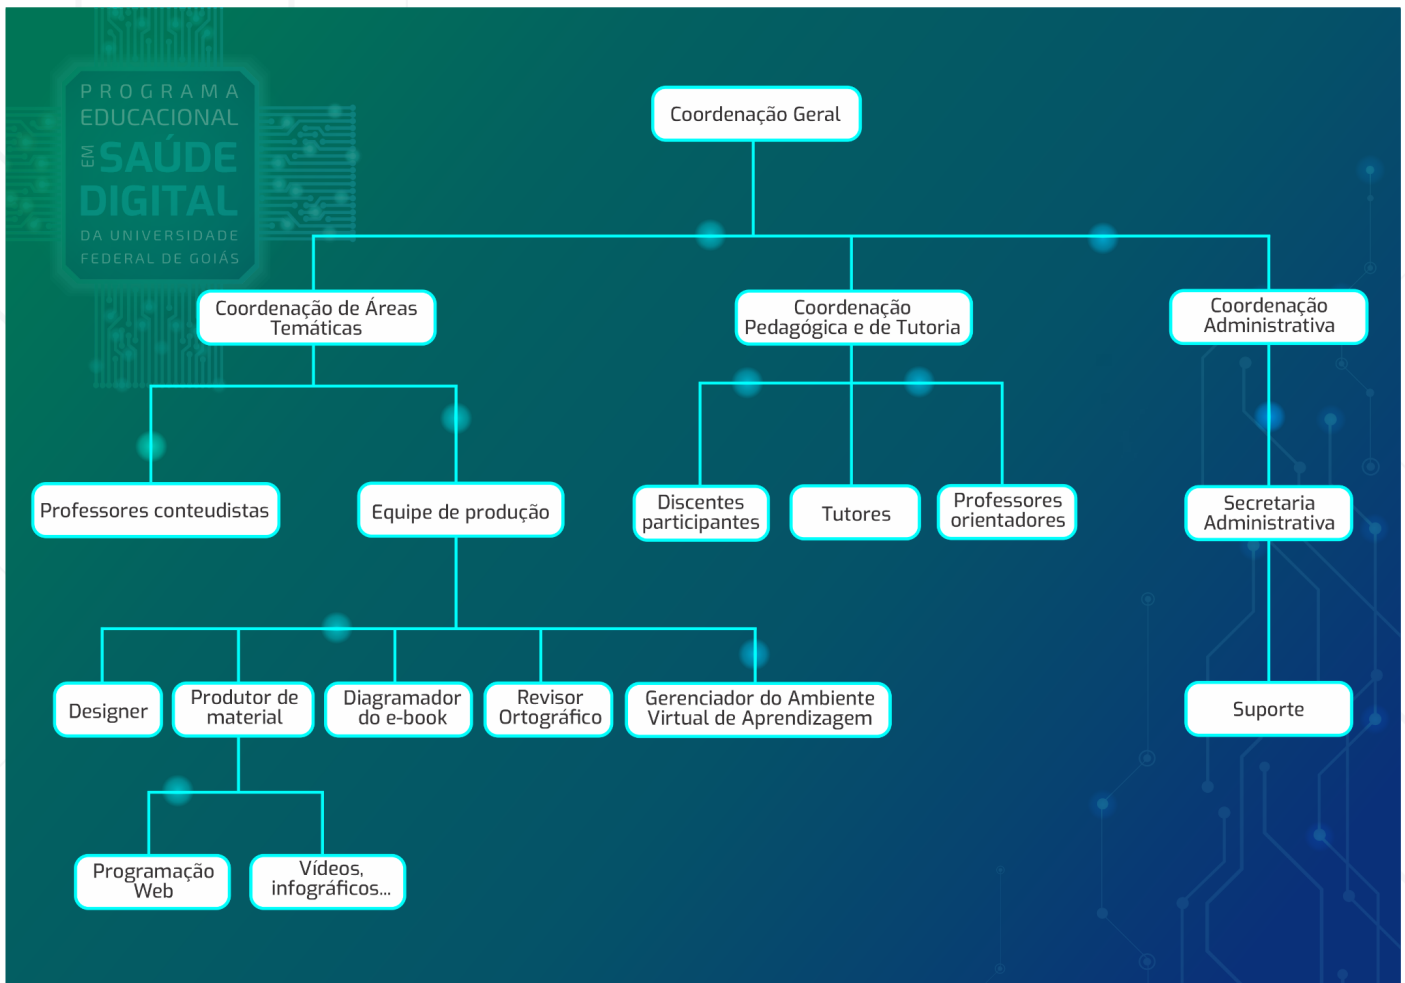 PROGRAMA
EDUCACIONAL
EM SAÚDE
DIGITAL
DA UNIVERSIDADE
FEDERAL DE GOIÁS
Coordenação Geral
Coordenação de Áreas
Temáticas
Coordenação
Pedagógica e de Tutoria
Coordenação
Administrativa
Professores conteudistas
Equipe de produção
Discentes
participantes
Tutores
Professores
orientadores
Secretaria
Administrativa
Designer
Produtor de
material
Diagramador
do e-book
Revisor
Ortográfico
Gerenciador do Ambiente
Virtual de Aprendizagem
Suporte
Programação
Web
Vídeos,
infográficos...